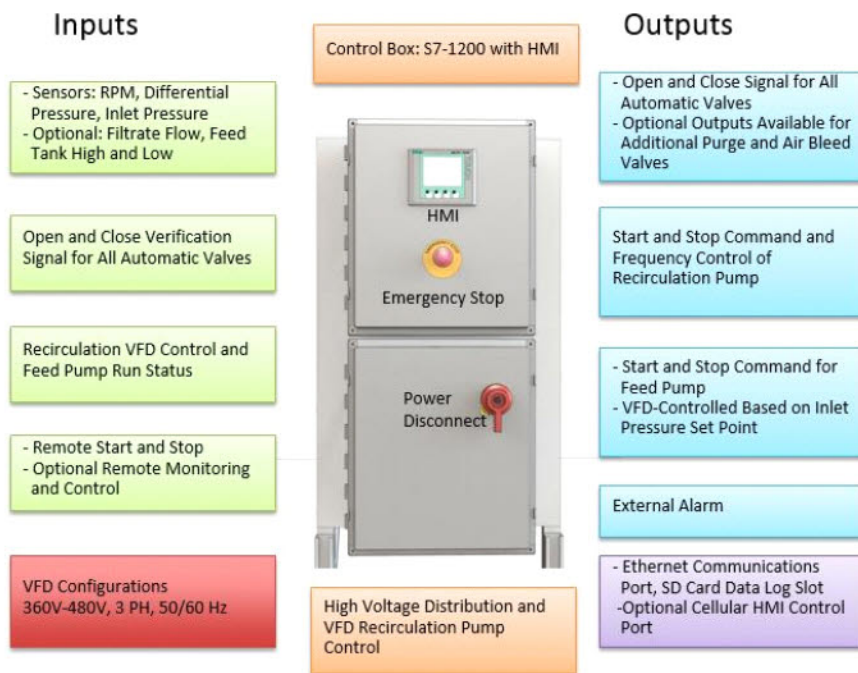 Inputs
Outputs
Control Box: S7-1200 with HMI
- Sensors: RPM, Differential
Pressure, Inlet Pressure
- Optional: Filtrate Flow, Feed
Tank High and Low
Open and Close Verification
Signal for All Automatic Valves
Recirculation VFD Control and
Feed Pump Run Status
- Remote Start and Stop
- Optional Remote Monitoring
and Control
VFD Configurations
360V-480V, 3 PH, 50/60 Hz
HMI
Emergency Stop
Power
Disconnect
High Voltage Distribution and
VFD Recirculation Pump
Control
- Open and Close Signal for All
Automatic Valves
- Optional Outputs Available for
Additional Purge and Air Bleed
Valves
Start and Stop Command and
Frequency Control of
Recirculation Pump
- Start and Stop Command for
Feed Pump
- VFD-Controlled Based on Inlet
Pressure Set Point
External Alarm
- Ethernet Communications
Port, SD Card Data Log Slot
-Optional Cellular HMI Control
Port